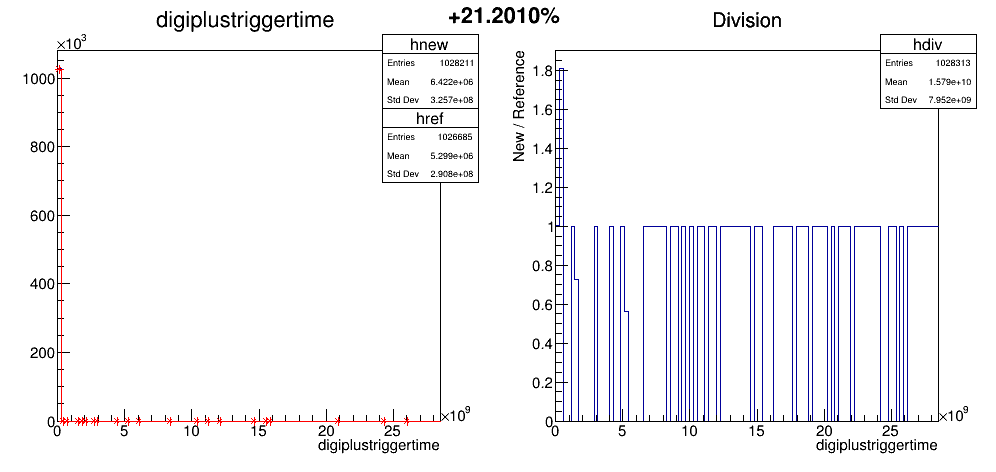 +21.2010%
digiplustriggertime
×10³
hnew
Entries 1028211
Mean 6.422e+06
Std Dev 3.257e+08
href
Entries 1026685
Mean 5.299e+06
Std Dev 2.908e+08
1000
800
600
400
200
0
0 5 10 15 20 25 ×10⁹
digiplustriggertime
Division
hdiv
Entries 1028313
Mean 1.579e+10
Std Dev 7.952e+09
New / Reference
1.8
1.6
1.4
1.2
1
0.8
0.6
0.4
0.2
0
0 5 10 15 20 25 ×10⁹
digiplustriggertime